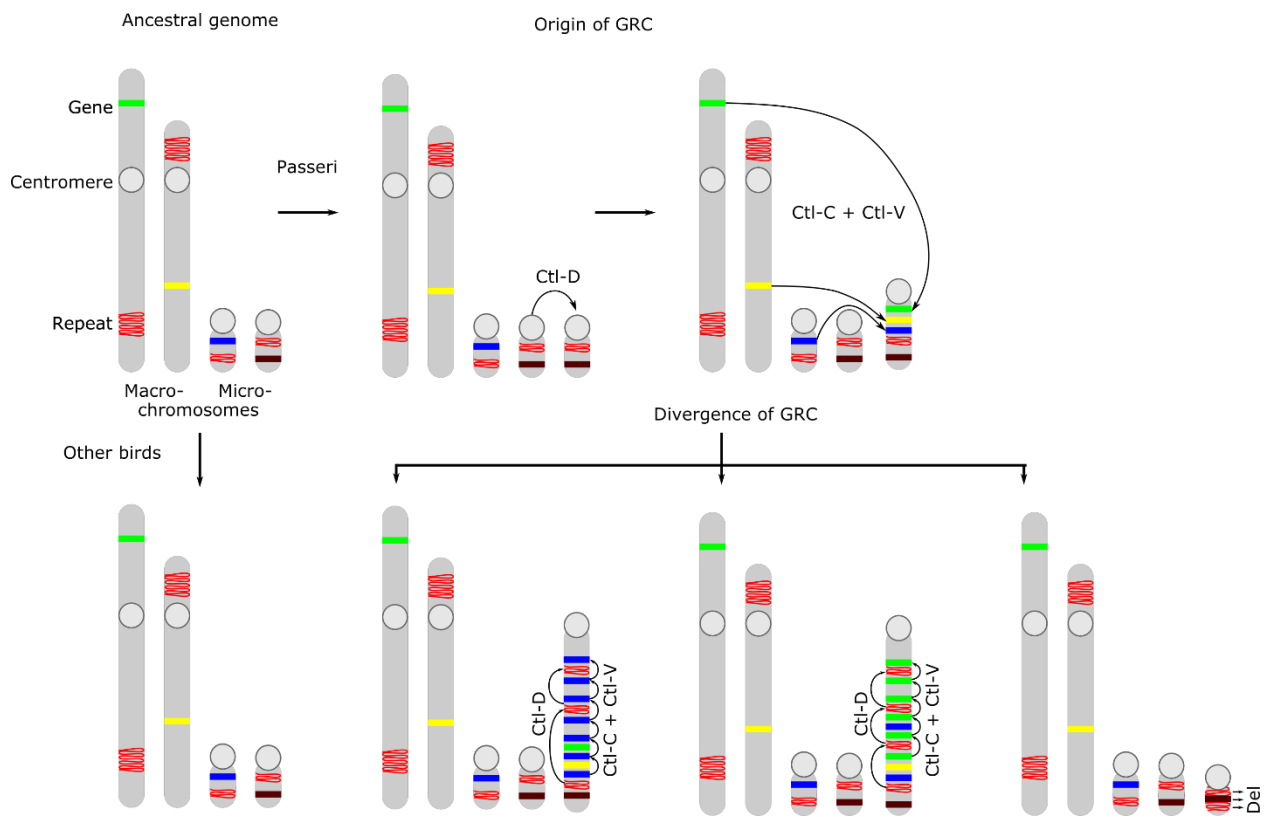 Ancestral genome
Origin of GRC
Gene
Centromere
Repeat
Passeri
Ctl-D
Ctl-C + Ctl-V
Macro-
Micro-
chromosomes
Other birds
Divergence of GRC
Ctl-D
Ctl-C + Ctl-V
Ctl-D
Ctl-C + Ctl-V
Del